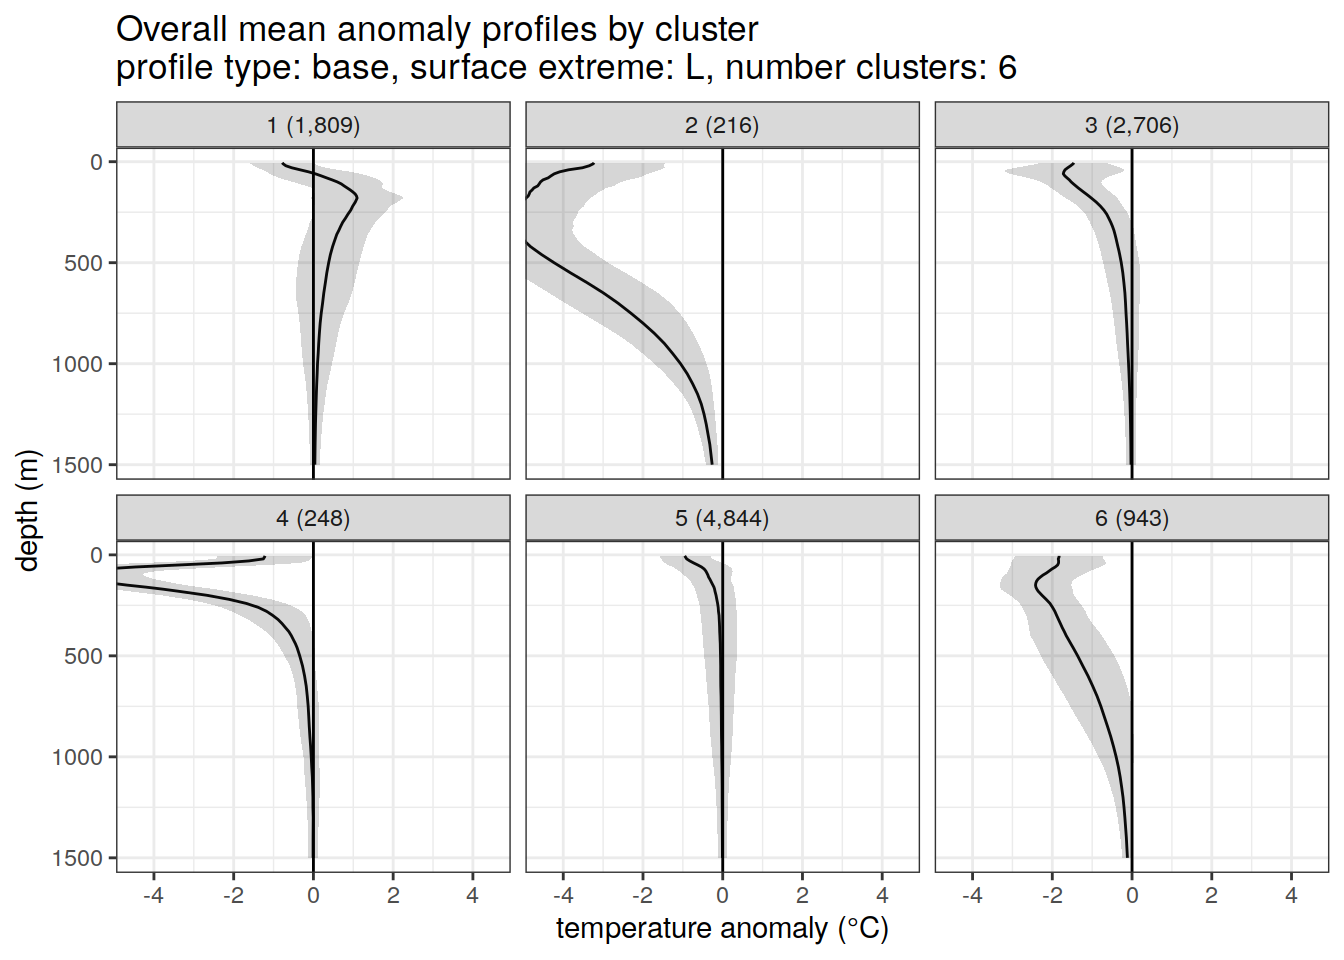 Overall mean anomaly profiles by cluster
profile type: base, surface extreme: L, number clusters: 6
1 (1,809)
2 (216)
3 (2,706)
0
500
1000
1500
4 (248)
5 (4,844)
6 (943)
0
500
1000
1500
-4 -2 0 2 4
-4 -2 0 2 4
-4 -2 0 2 4
depth (m)
temperature anomaly (°C)